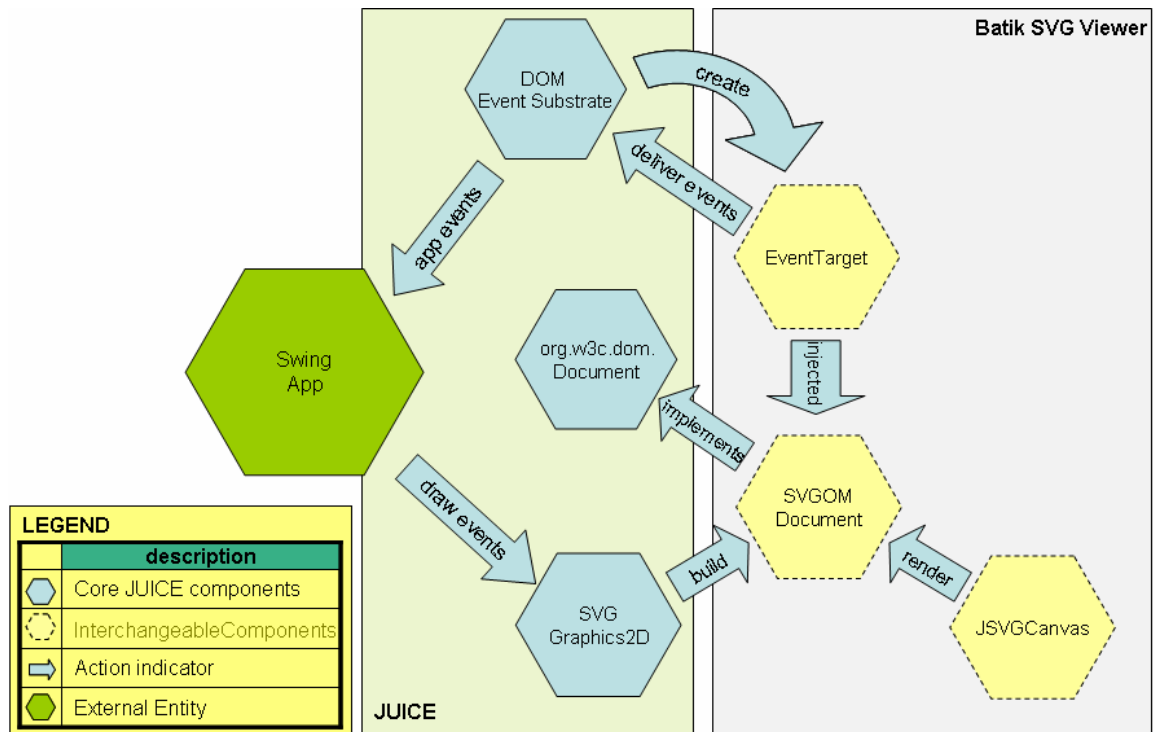 Batik SVG Viewer
DOM
Event Substrate
create
deliver events
app events
EventTarget
injected
Swing
App
org.w3c.dom.
Document
implements
draw events
SVGOM
Document
build
render
SVG
Graphics2D
JSVGCanvas
JUICE
LEGEND
description
Core JUICE components
InterchangeableComponents
Action indicator
External Entity